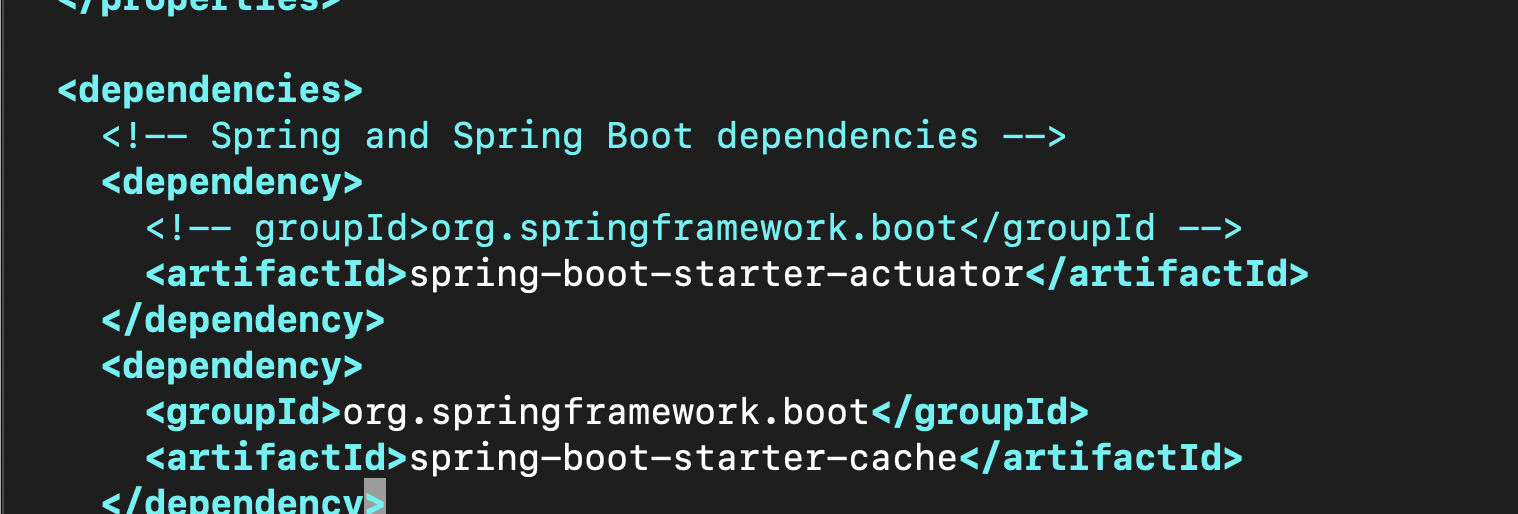 </properties>
<dependencies>
<!-- Spring and Spring Boot dependencies -->
<dependency>
<!-- groupId>org.springframework.boot</groupId -->
<artifactId>spring-boot-starter-actuator</artifactId>
</dependency>
<dependency>
<groupId>org.springframework.boot</groupId>
<artifactId>spring-boot-starter-cache</artifactId>
</dependency>